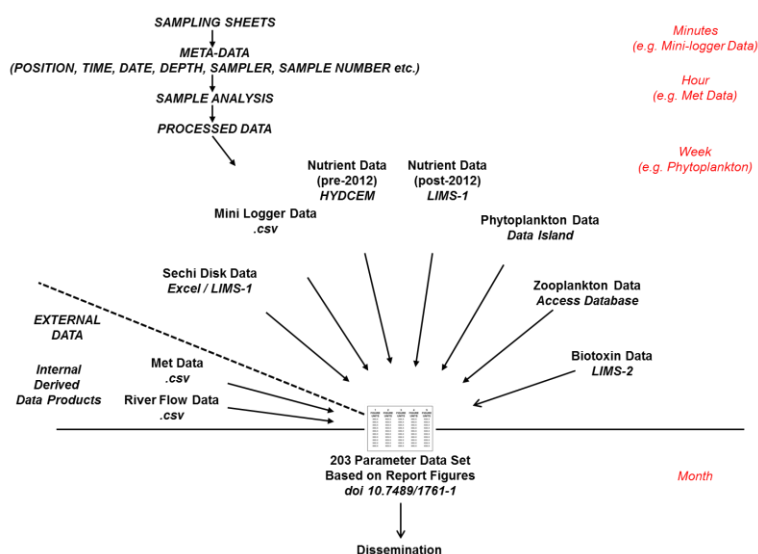 SAMPLING SHEETS
META-DATA
(POSITION, TIME, DATE, DEPTH, SAMPLER, SAMPLE NUMBER etc.)
SAMPLE ANALYSIS
PROCESSED DATA
Minutes
(e.g. Mini-logger Data)
Hour
(e.g. Met Data)
Week
(e.g. Phytoplankton)
Nutrient Data
(pre-2012)
HYDCEM
Nutrient Data
(post-2012)
LIMS-1
Mini Logger Data
.csv
Phytoplankton Data
Data Island
Sechi Disk Data
Excel / LIMS-1
Zooplankton Data
Access Database
EXTERNAL
DATA
Internal
Derived
Data Products
Met Data
.csv
River Flow Data
.csv
Biotoxin Data
LIMS-2
203 Parameter Data Set
Based on Report Figures
doi 10.7489/1761-1
Month
Dissemination